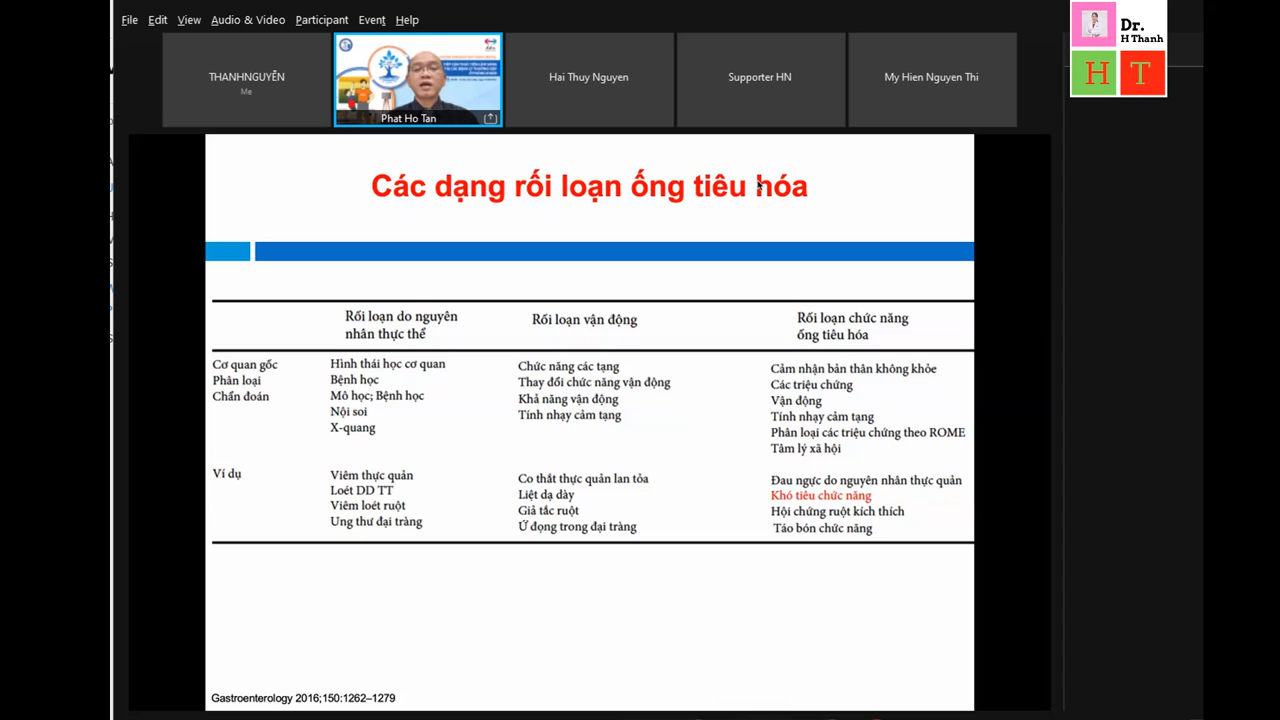 File Edit View Audio & Video Participant Event Help
Dr.
H Thanh
H T
THANHNGUYỄN
Me
Phat Ho Tan
Hai Thuy Nguyen
Supporter HN
My Hien Nguyen Thi
Các dạng rối loạn ống tiêu hóa
Rối loạn do nguyên
nhân thực thể
Rối loạn vận động
Rối loạn chức năng
ống tiêu hóa
Cơ quan gốc
Phân loại
Chẩn đoán
Hình thái học cơ quan
Bệnh học
Mô học; Bệnh học
Nội soi
X-quang
Chức năng các tạng
Thay đổi chức năng vận động
Khả năng vận động
Tính nhạy cảm tạng
Cảm nhận bản thân không khỏe
Các triệu chứng
Vận động
Tính nhạy cảm tạng
Phân loại các triệu chứng theo ROME
Tâm lý xã hội
Ví dụ
Viêm thực quản
Loét DD TT
Viêm loét ruột
Ung thư đại tràng
Co thắt thực quản lan tỏa
Liệt dạ dày
Giả tắc ruột
Ứ đọng trong đại tràng
Đau ngực do nguyên nhân thực quản
Khó tiêu chức năng
Hội chứng ruột kích thích
Táo bón chức năng
Gastroenterology 2016;150:1262–1279